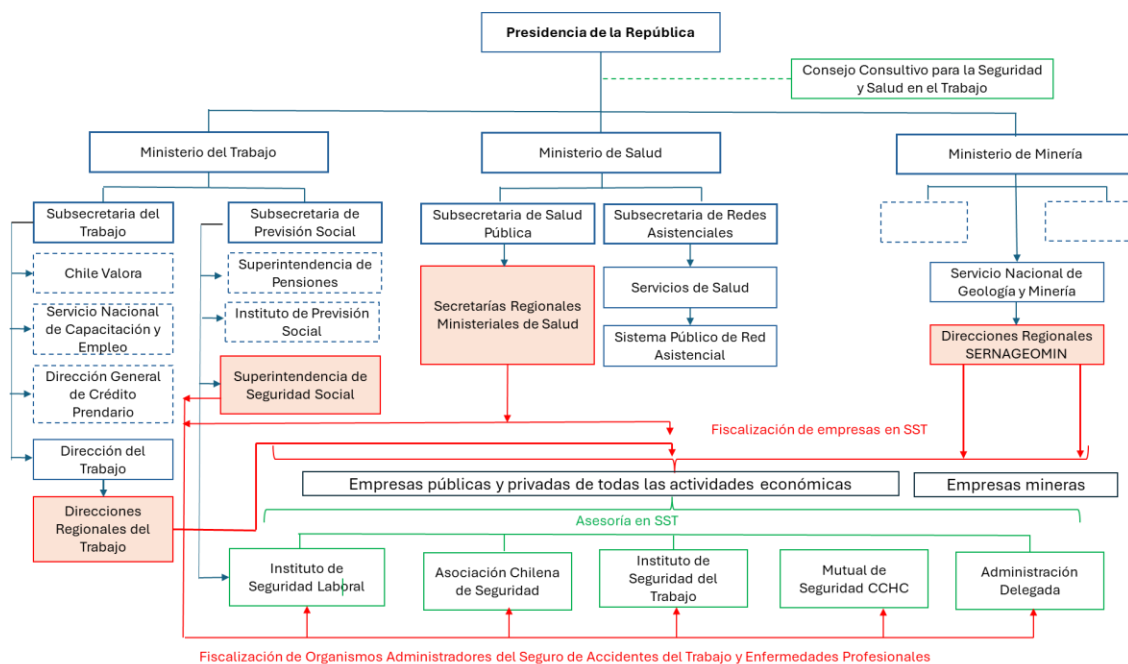 Presidencia de la República
Consejo Consultivo para la Seguridad
y Salud en el Trabajo
Ministerio del Trabajo
Ministerio de Salud
Ministerio de Minería
Subsecretaria del
Trabajo
Subsecretaria de
Previsión Social
Subsecretaria de Salud
Pública
Subsecretaria de Redes
Asistenciales
Chile Valora
Superintendencia de
Pensiones
Secretarías Regionales
Ministeriales de Salud
Servicios de Salud
Servicio Nacional de
Geología y Minería
Servicio Nacional
de Capacitación y
Empleo
Instituto de Previsión
Social
Sistema Público de Red
Asistencial
Direcciones Regionales
SERNAGEOMIN
Dirección General
de Crédito
Prendario
Superintendencia de
Seguridad Social
Fiscalización de empresas en SST
Dirección del
Trabajo
Empresas públicas y privadas de todas las actividades económicas
Empresas mineras
Direcciones
Regionales del
Trabajo
Asesoría en SST
Instituto de
Seguridad Laboral
Asociación Chilena
de Seguridad
Instituto de
Seguridad del
Trabajo
Mutual de
Seguridad CCHC
Administración
Delegada
Fiscalización de Organismos Administradores del Seguro de Accidentes del Trabajo y Enfermedades Profesionales